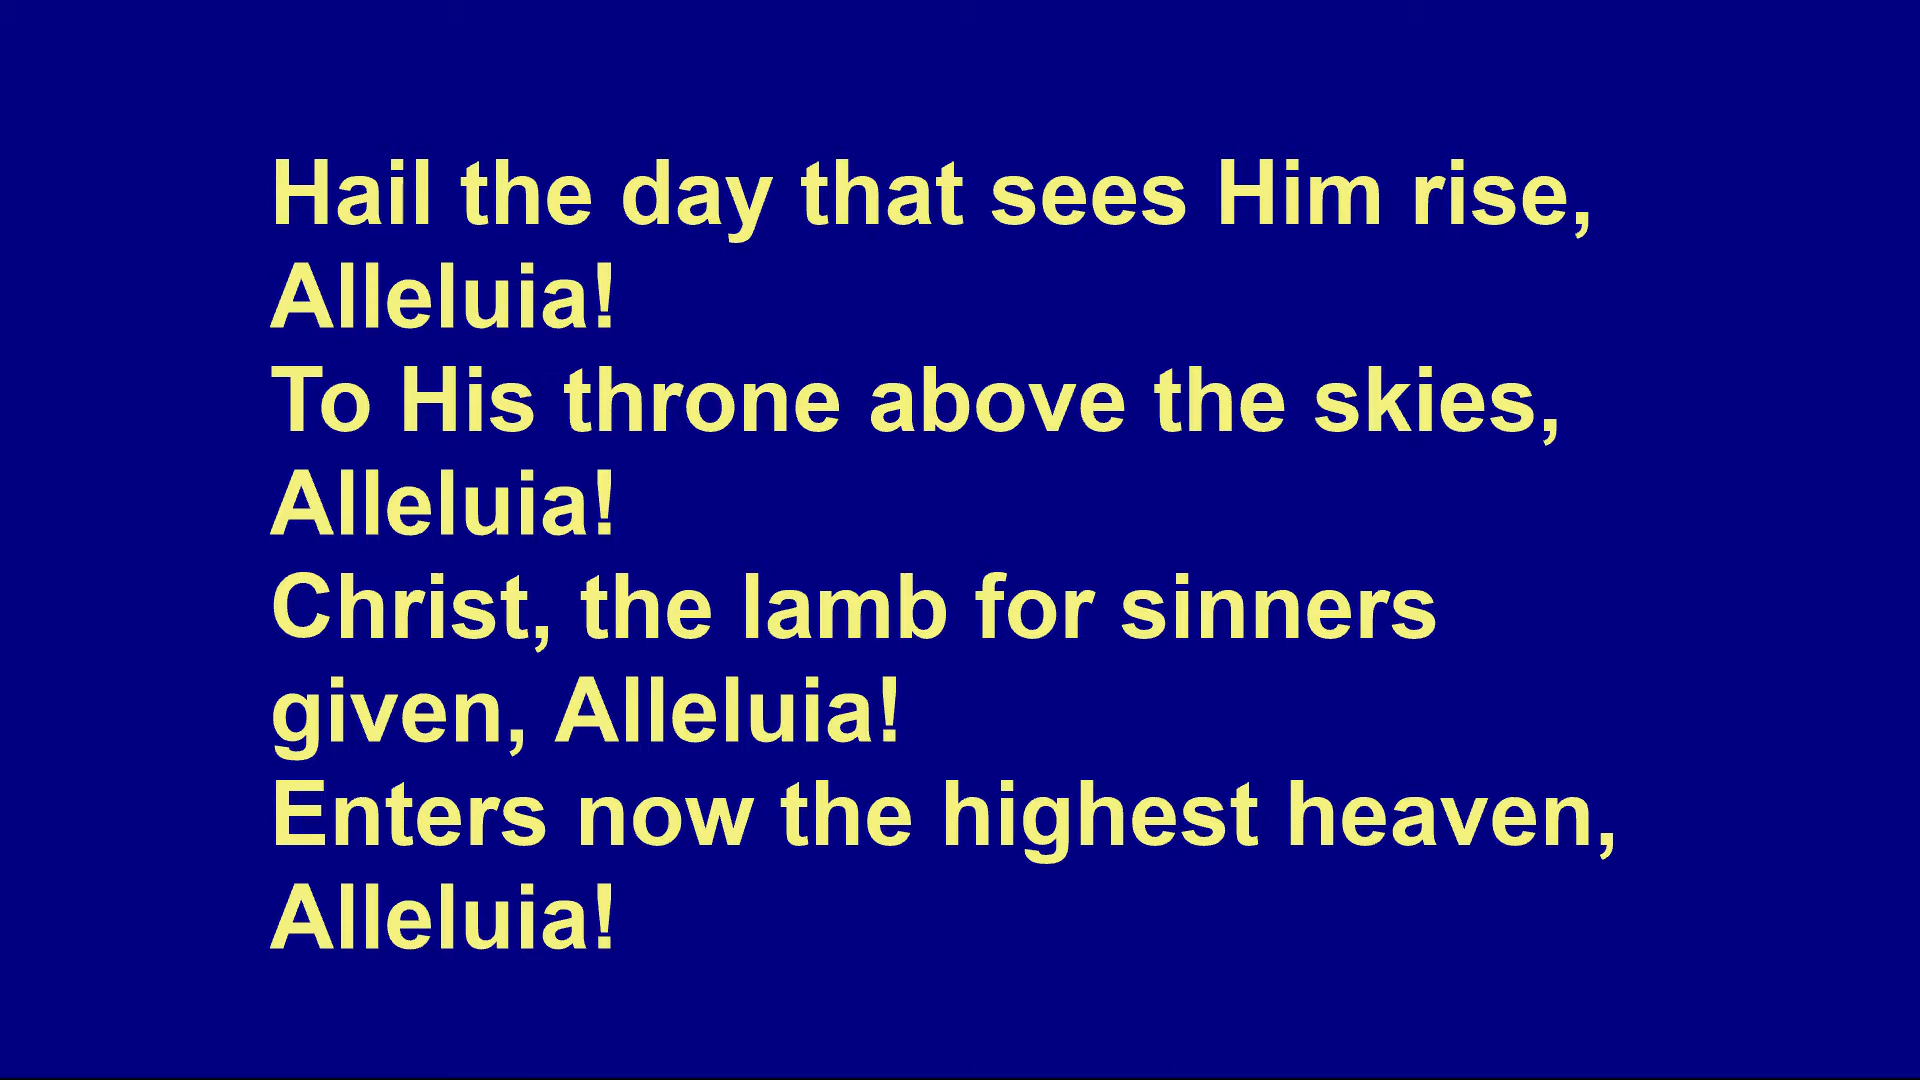 Hail the day that sees Him rise,
Alleluia!
To His throne above the skies,
Alleluia!
Christ, the lamb for sinners
given, Alleluia!
Enters now the highest heaven,
Alleluia!